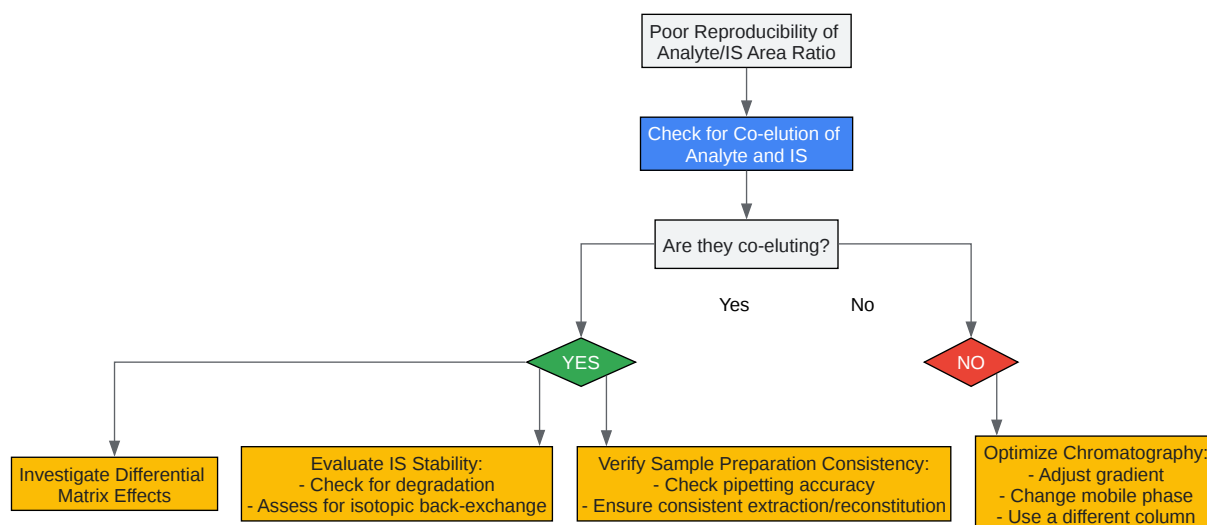 Poor Reproducibility of
Analyte/IS Area Ratio
Check for Co-elution of
Analyte and IS
Are they co-eluting?
Yes
No
YES
NO
Investigate Differential
Matrix Effects
Evaluate IS Stability:
- Check for degradation
- Assess for isotopic back-exchange
Verify Sample Preparation Consistency:
- Check pipetting accuracy
- Ensure consistent extraction/reconstitution
Optimize Chromatography:
- Adjust gradient
- Change mobile phase
- Use a different column